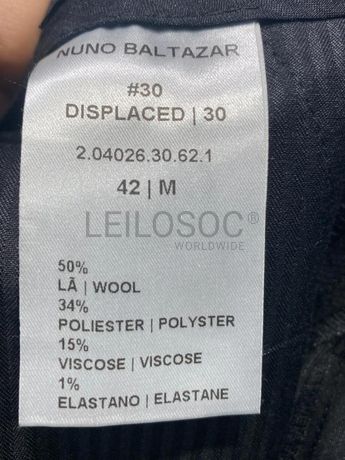 NUNO BALTAZAR
#30
DISPLACED | 30
2.04026.30.62.1
42 | M
LEILOSOC®
WORLDWIDE
50%
LÃ | WOOL
34%
POLIESTER | POLYSTER
15%
VISCOSE | VISCOSE
1%
ELASTANO | ELASTANE